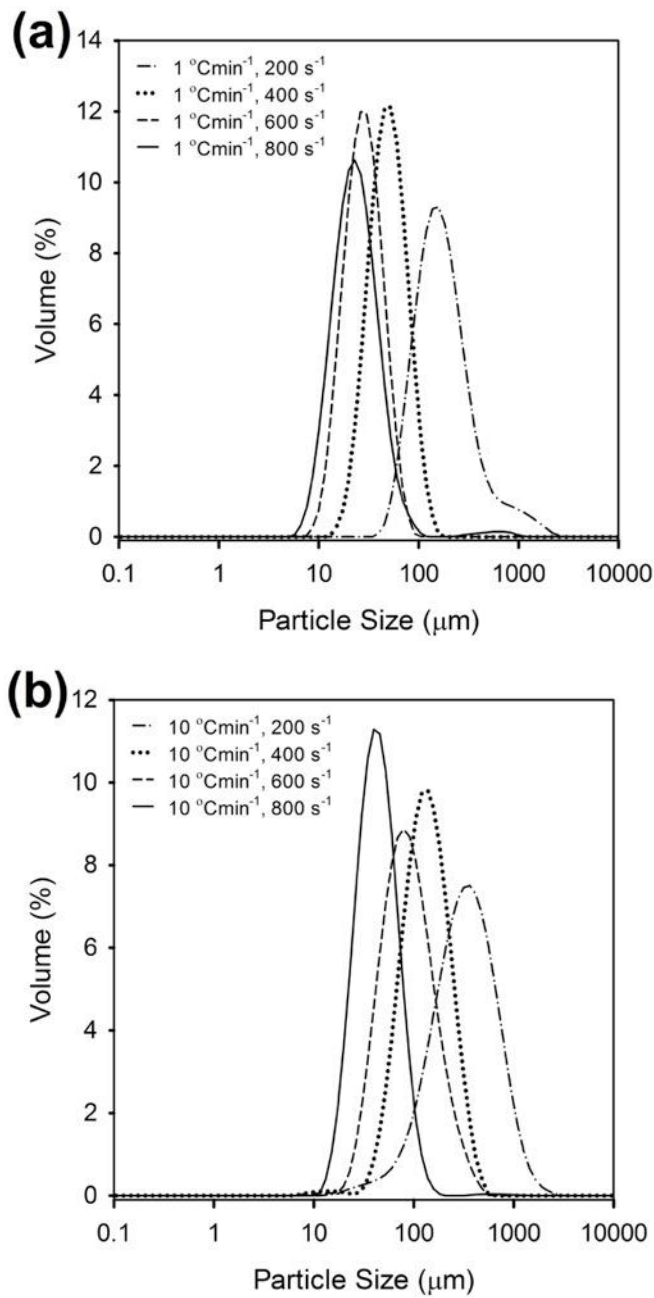 (a)
14
12
10
8
6
4
2
0
Volume (%)
1 °Cmin⁻¹, 200 s⁻¹
1 °Cmin⁻¹, 400 s⁻¹
1 °Cmin⁻¹, 600 s⁻¹
1 °Cmin⁻¹, 800 s⁻¹
0.1 1 10 100 1000 10000
Particle Size (μm)
(b)
12
10
8
6
4
2
0
Volume (%)
10 °Cmin⁻¹, 200 s⁻¹
10 °Cmin⁻¹, 400 s⁻¹
10 °Cmin⁻¹, 600 s⁻¹
10 °Cmin⁻¹, 800 s⁻¹
0.1 1 10 100 1000 10000
Particle Size (μm)